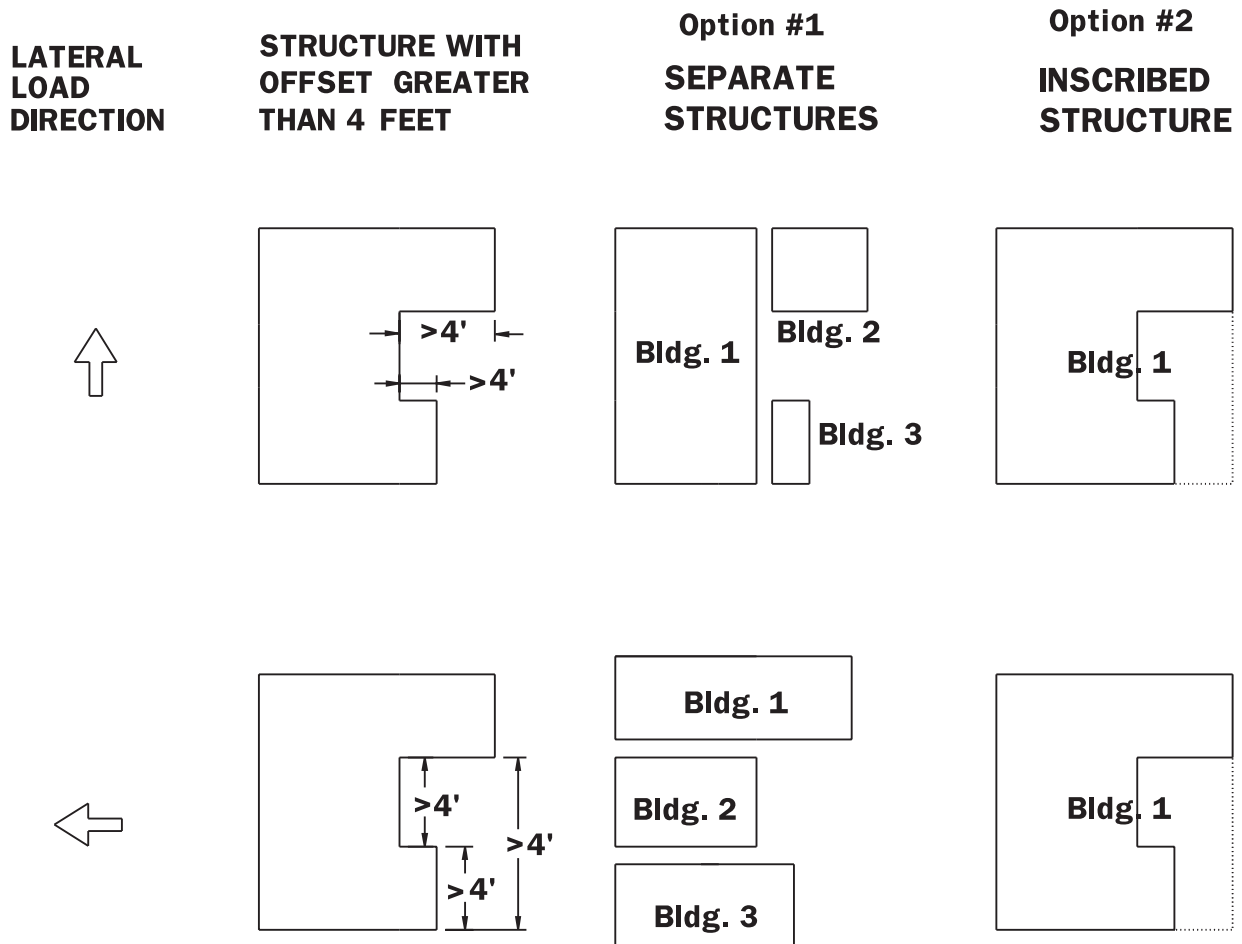 LATERAL
LOAD
DIRECTION
STRUCTURE WITH
OFFSET GREATER
THAN 4 FEET
Option #1
SEPARATE
STRUCTURES
Option #2
INSCRIBED
STRUCTURE
>4'
>4'
Bldg. 1
Bldg. 2
Bldg. 3
Bldg. 1
>4'
>4'
>4'
Bldg. 1
Bldg. 2
Bldg. 3
Bldg. 1